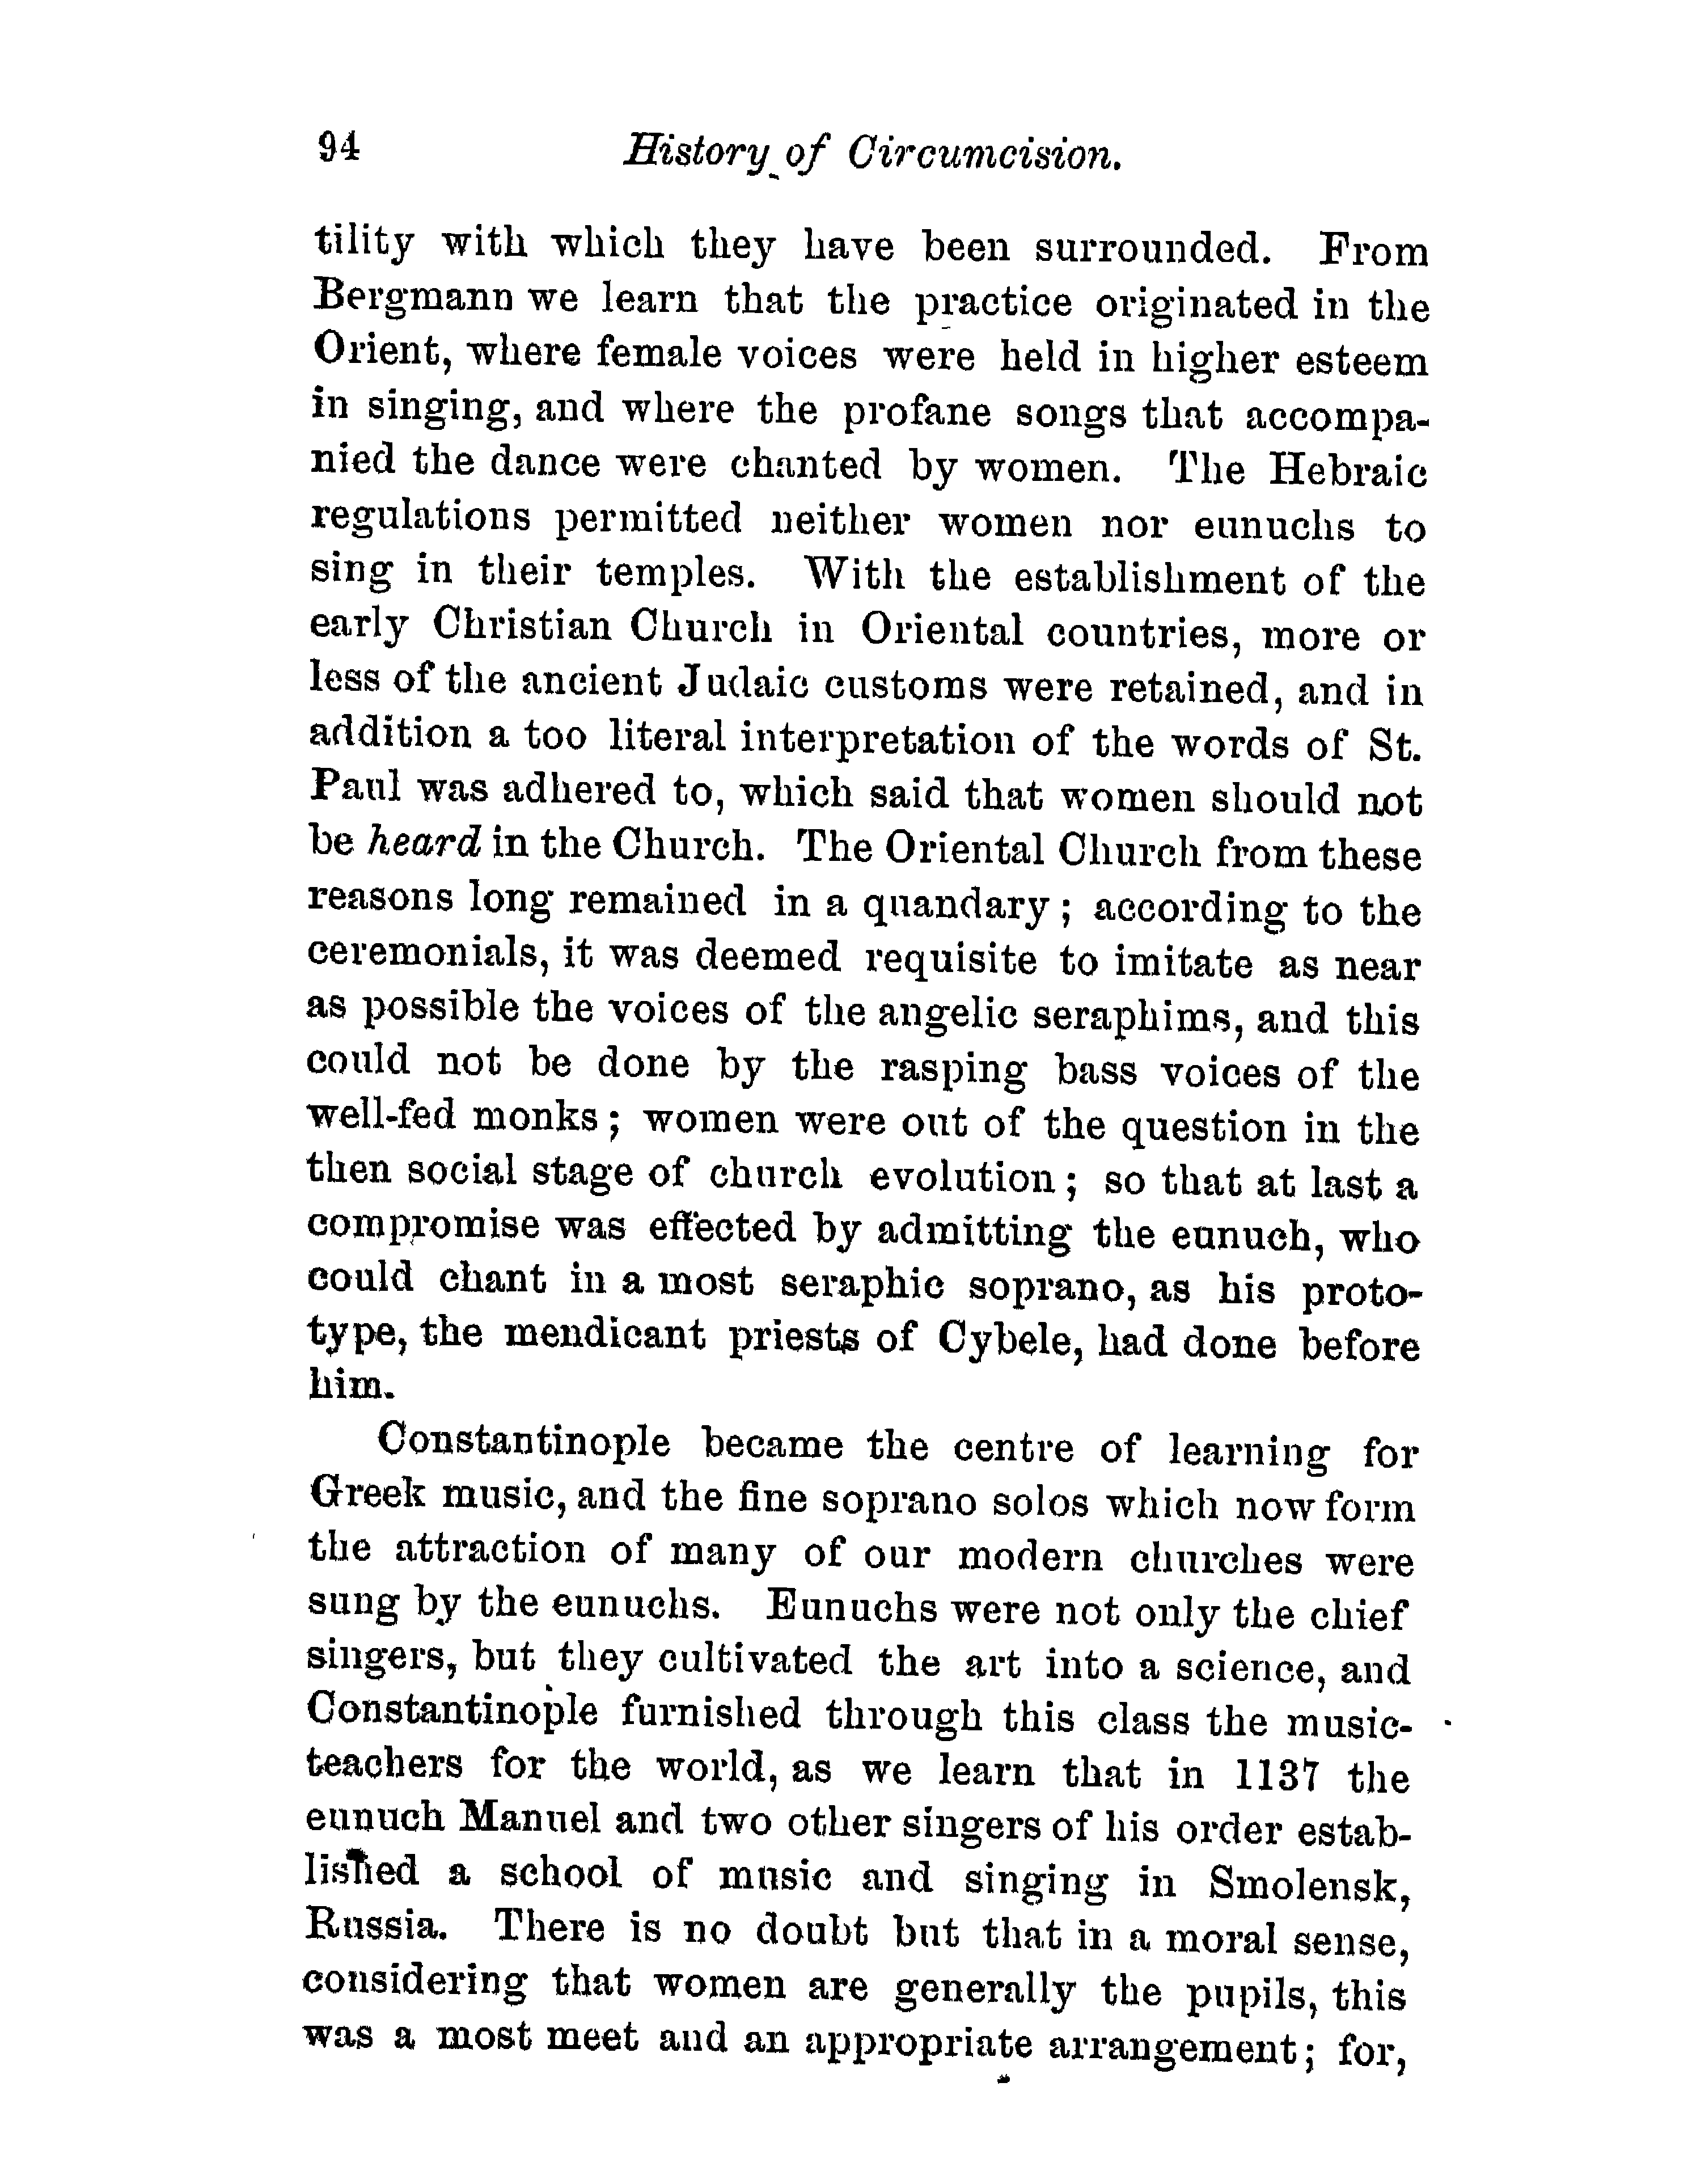 94 History of Circumcision.
tility with which they have been surrounded. From
Bergmann we learn that the practice originated in the
Orient, where female voices were held in higher esteem
in singing, and where the profane songs that accompa-
nied the dance were chanted by women. The Hebraic
regulations permitted neither women nor eunuchs to
sing in their temples. With the establishment of the
early Christian Church in Oriental countries, more or
less of the ancient Judaic customs were retained, and in
addition a too literal interpretation of the words of St.
Paul was adhered to, which said that women should not
be heard in the Church. The Oriental Church from these
reasons long remained in a quandary; according to the
ceremonials, it was deemed requisite to imitate as near
as possible the voices of the angelic seraphims, and this
could not be done by the rasping bass voices of the
well-fed monks; women were out of the question in the
then social stage of church evolution; so that at last a
compromise was effected by admitting the eunuch, who
could chant in a most seraphic soprano, as his proto-
type, the mendicant priests of Cybele, had done before
him.
Constantinople became the centre of learning for
Greek music, and the fine soprano solos which now form
the attraction of many of our modern churches were
sung by the eunuchs. Eunuchs were not only the chief
singers, but they cultivated the art into a science, and
Constantinople furnished through this class the music-
teachers for the world, as we learn that in 1137 the
eunuch Manuel and two other singers of his order estab-
lished a school of music and singing in Smolensk,
Russia. There is no doubt but that in a moral sense,
considering that women are generally the pupils, this
was a most meet and an appropriate arrangement; for,